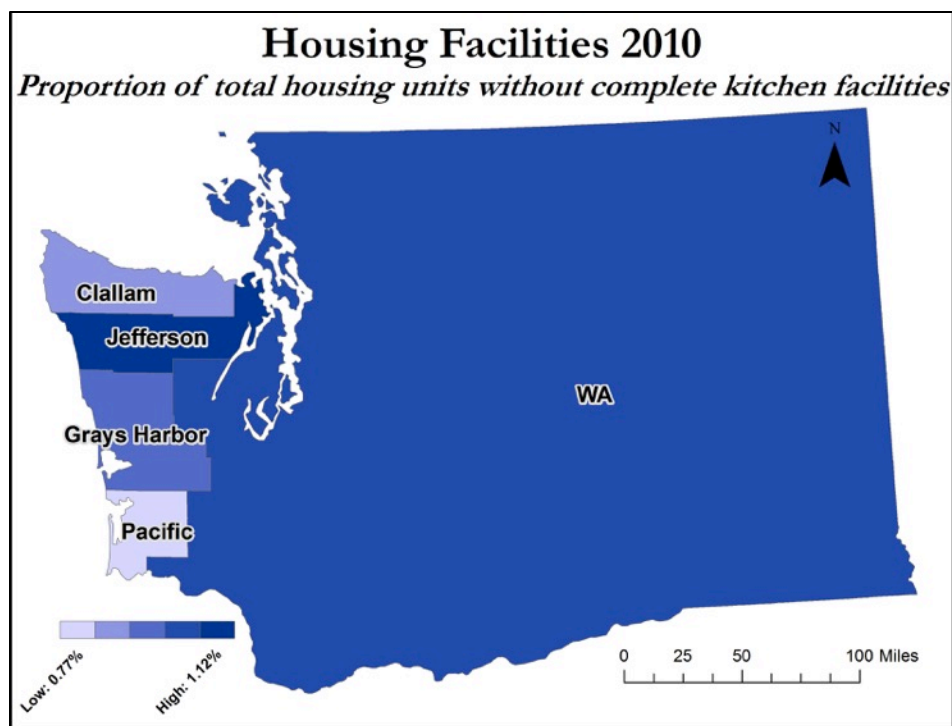 Housing Facilities 2010
Proportion of total housing units without complete kitchen facilities
N
Clallam
Jefferson
WA
Grays Harbor
Pacific
Low: 0.77%
High: 1.12%
0 25 50 100 Miles